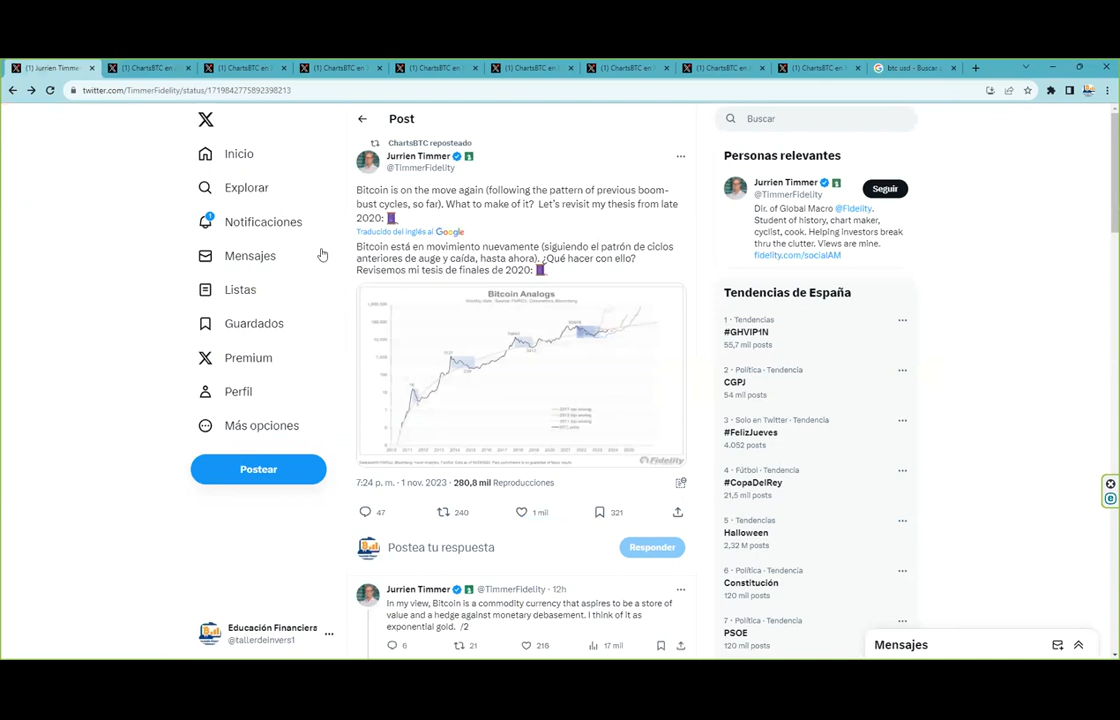 (1) Jurrien Timmer
(1) ChartsBTC en
(1) ChartsBTC en
(1) ChartsBTC en
(1) ChartsBTC en
(1) ChartsBTC en
(1) ChartsBTC en
(1) ChartsBTC en
(1) ChartsBTC en
btc usd - Buscar
twitter.com/TimmerFidelity/status/1719842775892398213
Inicio
Explorar
1
Notificaciones
Mensajes
Listas
Guardados
Premium
Perfil
Más opciones
Postear
Educación Financiera
@tallerdeinvers1
Post
ChartsBTC reposteado
Jurrien Timmer
@TimmerFidelity
Bitcoin is on the move again (following the pattern of previous boom-
bust cycles, so far). What to make of it? Let's revisit my thesis from late
2020:
Traducido del inglés al Google
Bitcoin está en movimiento nuevamente (siguiendo el patrón de ciclos
anteriores de auge y caída, hasta ahora). ¿Qué hacer con ello?
Revisemos mi tesis de finales de 2020:
Bitcoin Analogs
Fidelity
7:24 p. m. · 1 nov. 2023 · 280,8 mil Reproducciones
47
240
1 mil
321
Postea tu respuesta
Responder
Jurrien Timmer @TimmerFidelity · 12h
In my view, Bitcoin is a commodity currency that aspires to be a store of
value and a hedge against monetary debasement. I think of it as
exponential gold. /2
6
21
216
17 mil
Buscar
Personas relevantes
Jurrien Timmer
@TimmerFidelity
Seguir
Dir. of Global Macro @Fidelity.
Student of history, chart maker,
cyclist, cook. Helping investors break
thru the clutter. Views are mine.
fidelity.com/socialAM
Tendencias de España
1 · Tendencias
#GHVIP1N
55,7 mil posts
2 · Política · Tendencia
CGPJ
54 mil posts
3 · Solo en Twitter · Tendencia
#FelizJueves
4.052 posts
4 · Fútbol · Tendencia
#CopaDelRey
21,5 mil posts
5 · Tendencias
Halloween
2,32 M posts
6 · Política · Tendencia
Constitución
120 mil posts
7 · Política · Tendencia
PSOE
120 mil posts
Mensajes